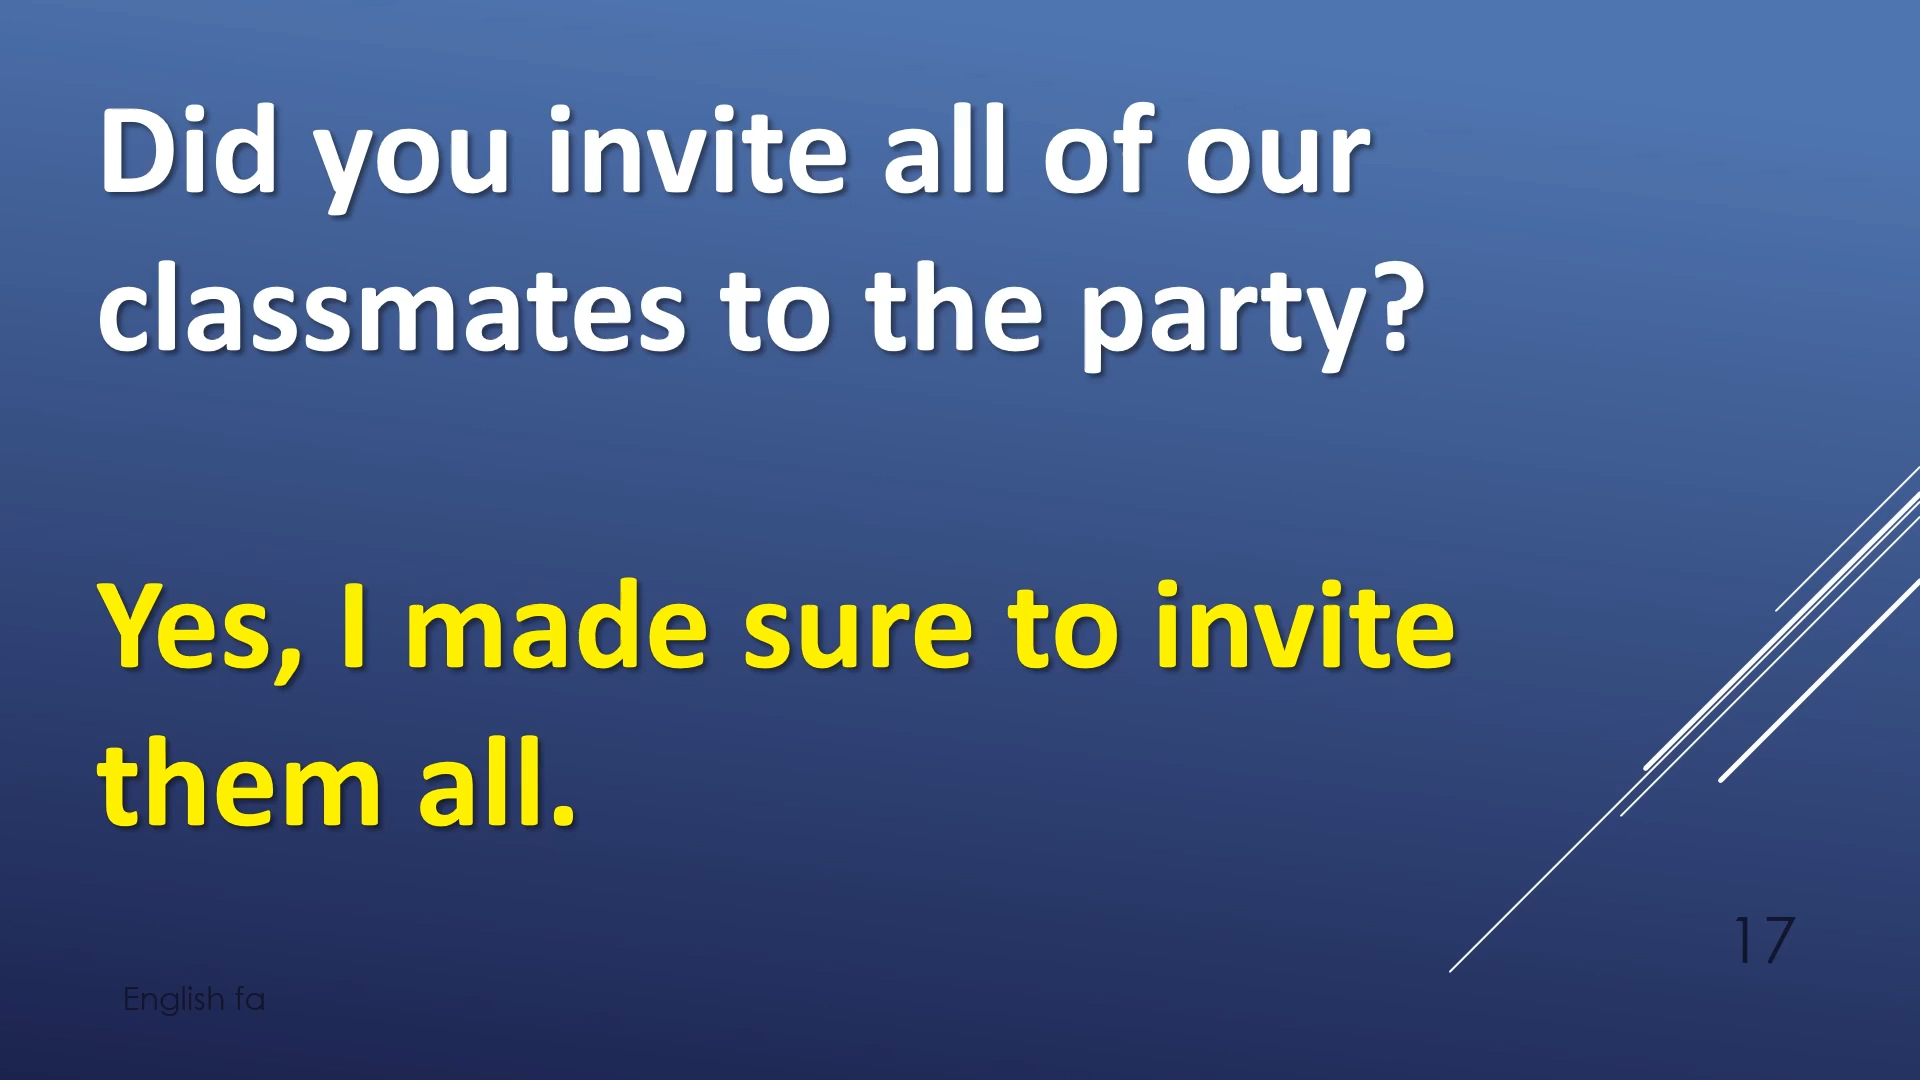 Did you invite all of our
classmates to the party?
Yes, I made sure to invite
them all.
17
English fa